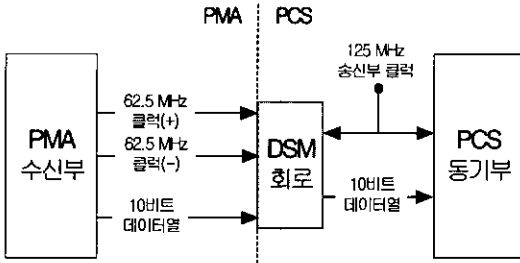 PMA PCS
125 MHz
송신부 클럭
62.5 MHz
클럭(+)
62.5 MHz
클럭(-)
10비트
데이터열
PMA
수신부
DSM
회로
10비트
데이터열
PCS
동기부